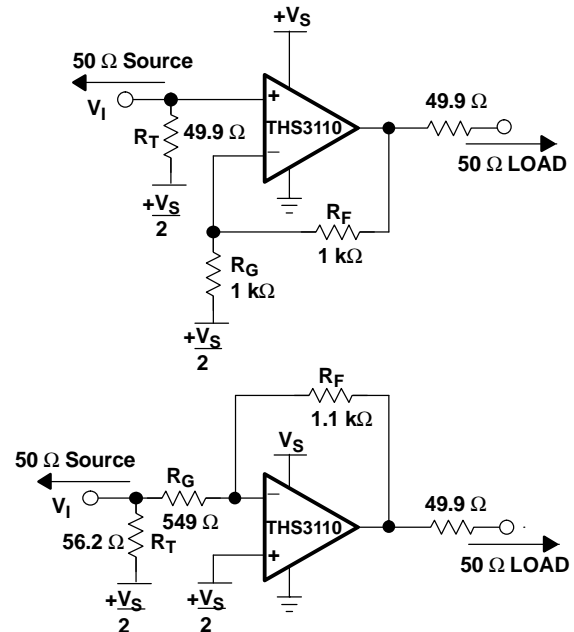 +VS
50 Ω Source
VI
+
THS3110
−
RT
49.9 Ω
49.9 Ω
50 Ω LOAD
+VS
2
RF
1 kΩ
RG
1 kΩ
+VS
2
RF
1.1 kΩ
50 Ω Source
VS
RG
VI
549 Ω
−
THS3110
+
49.9 Ω
56.2 Ω
RT
50 Ω LOAD
+VS
2
+VS
2